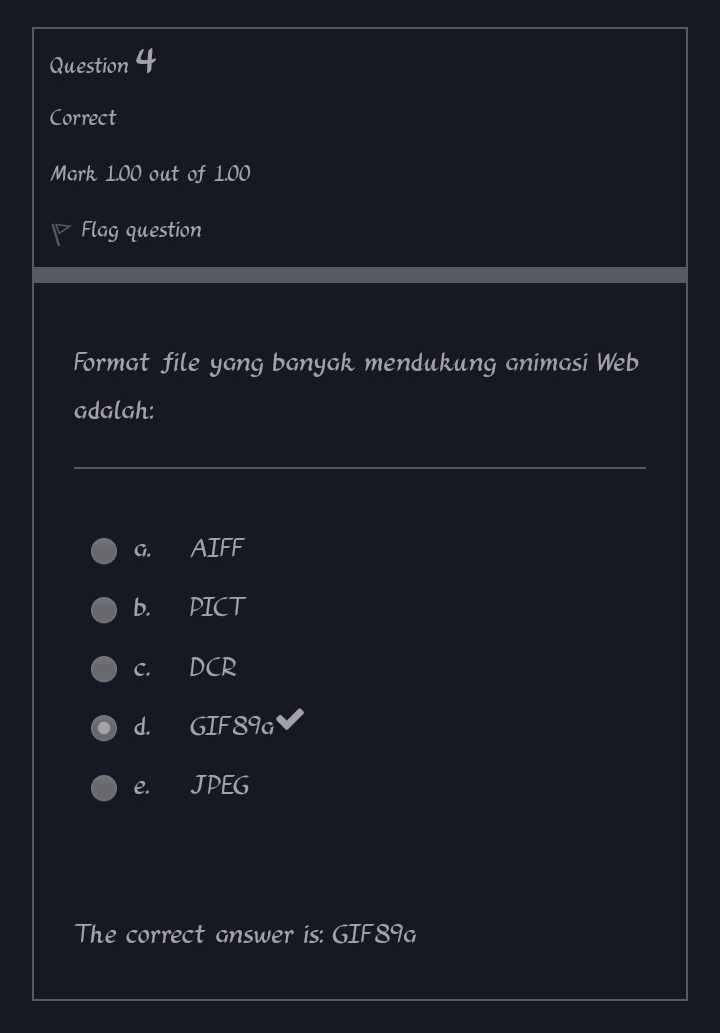 Question 4
Correct
Mark 1.00 out of 1.00
Flag question
Format file yang banyak mendukung animasi Web
adalah:
a. AIFF
b. PICT
c. DCR
d. GIF89a
e. JPEG
The correct answer is: GIF89a